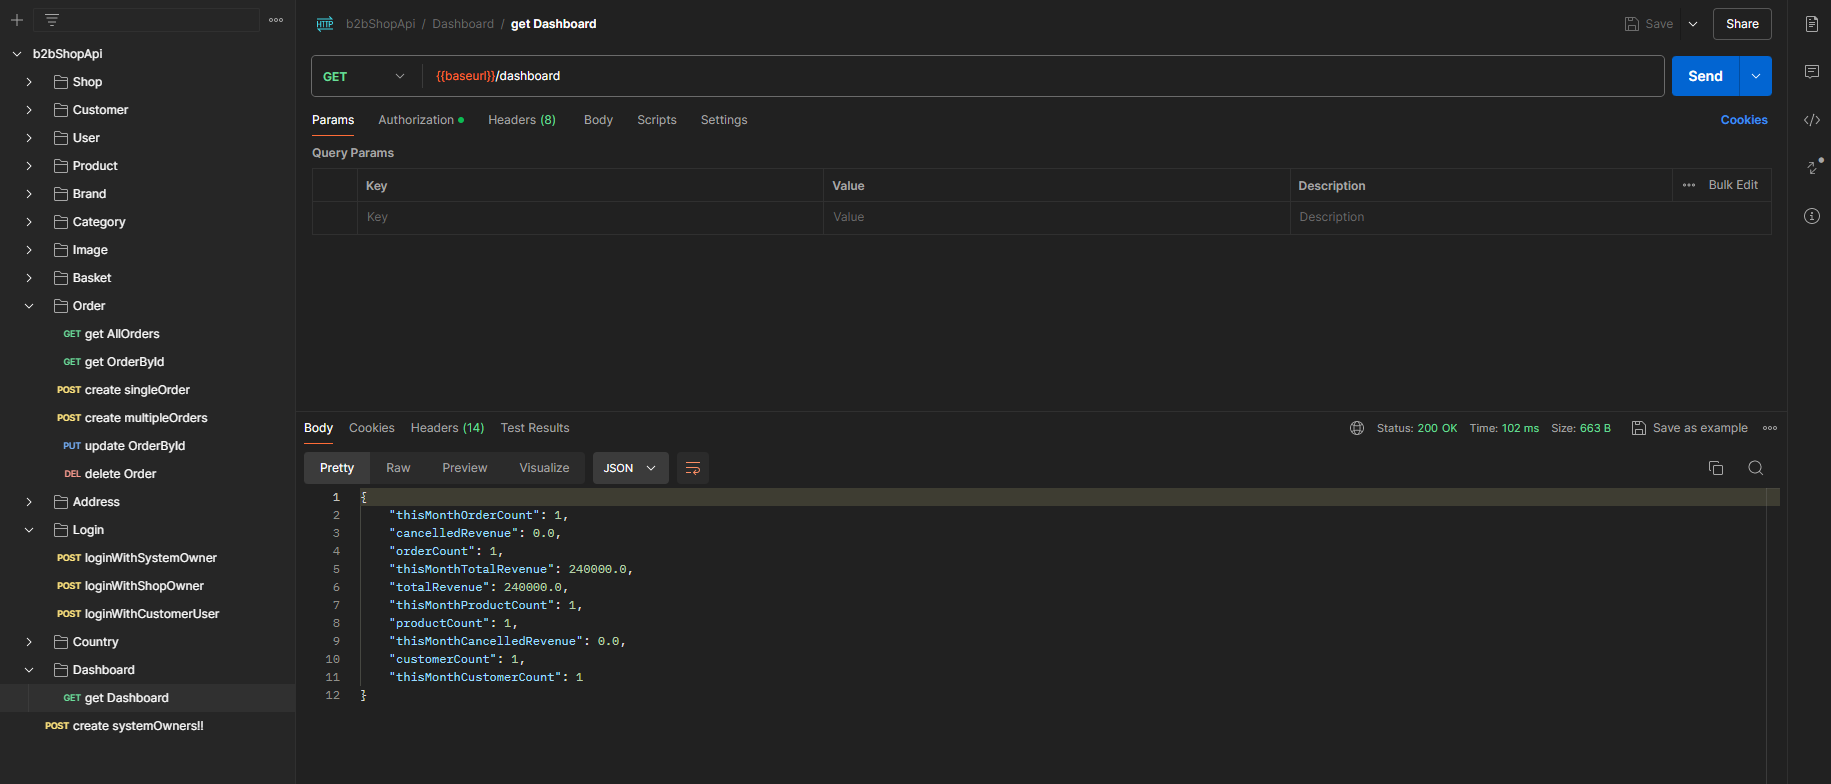 b2bShopApi
Shop
Customer
User
Product
Brand
Category
Image
Basket
Order
GET get AllOrders
GET get OrderById
POST create singleOrder
POST create multipleOrders
PUT update OrderById
DEL delete Order
Address
Login
POST loginWithSystemOwner
POST loginWithShopOwner
POST loginWithCustomerUser
Country
Dashboard
GET get Dashboard
POST create systemOwners!!
HTTP b2bShopApi / Dashboard / get Dashboard
Save
Share
GET {{baseurl}}/dashboard
Send
Params Authorization Headers (8) Body Scripts Settings
Cookies
Query Params
Key Value Description ••• Bulk Edit
Key Value Description
Body Cookies Headers (14) Test Results
Status: 200 OK Time: 102 ms Size: 663 B Save as example
Pretty Raw Preview Visualize JSON
1 {
2 "thisMonthOrderCount": 1,
3 "cancelledRevenue": 0.0,
4 "orderCount": 1,
5 "thisMonthTotalRevenue": 240000.0,
6 "totalRevenue": 240000.0,
7 "thisMonthProductCount": 1,
8 "productCount": 1,
9 "thisMonthCancelledRevenue": 0.0,
10 "customerCount": 1,
11 "thisMonthCustomerCount": 1
12 }